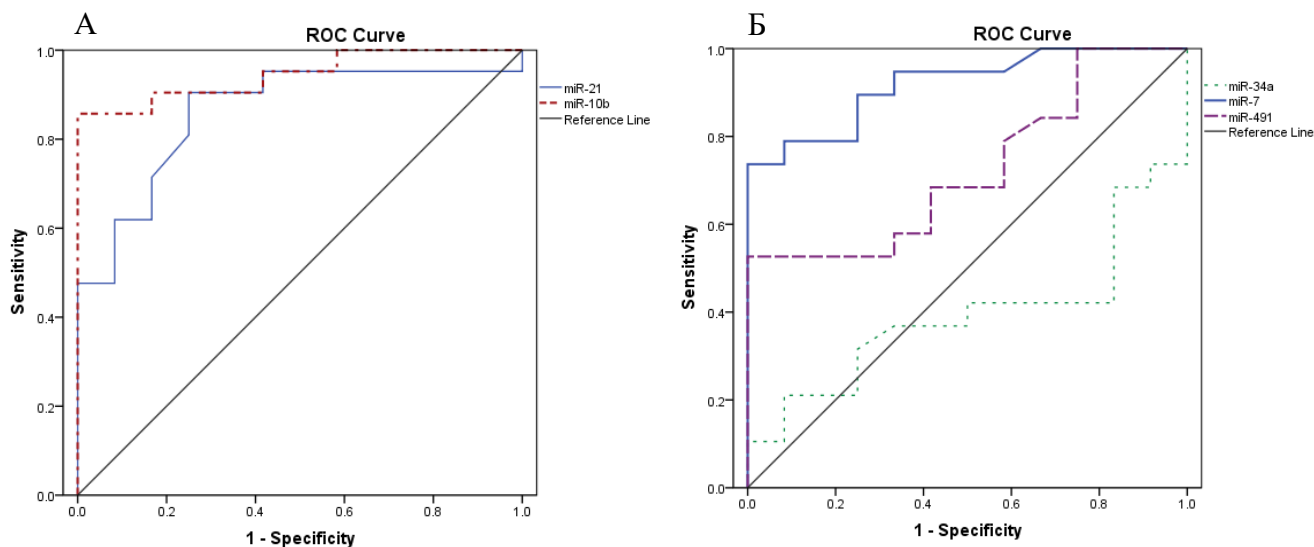 А
ROC Curve
1.0
0.8
0.6
0.4
0.2
0.0
Sensitivity
0.0 0.2 0.4 0.6 0.8 1.0
1 - Specificity
miR-21
miR-10b
Reference Line
Б
ROC Curve
1.0
0.8
0.6
0.4
0.2
0.0
Sensitivity
0.0 0.2 0.4 0.6 0.8 1.0
1 - Specificity
miR-34a
miR-7
miR-491
Reference Line